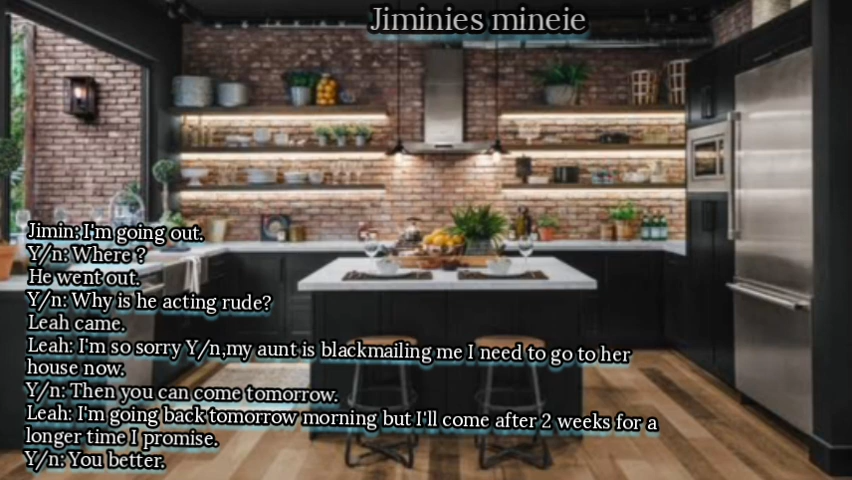 Jiminies mineie
Jimin: I'm going out.
Y/n: Where ?
He went out.
Y/n: Why is he acting rude?
Leah came.
Leah: I'm so sorry Y/n,my aunt is blackmailing me I need to go to her
house now.
Y/n: Then you can come tomorrow.
Leah: I'm going back tomorrow morning but I'll come after 2 weeks for a
longer time I promise.
Y/n: You better.